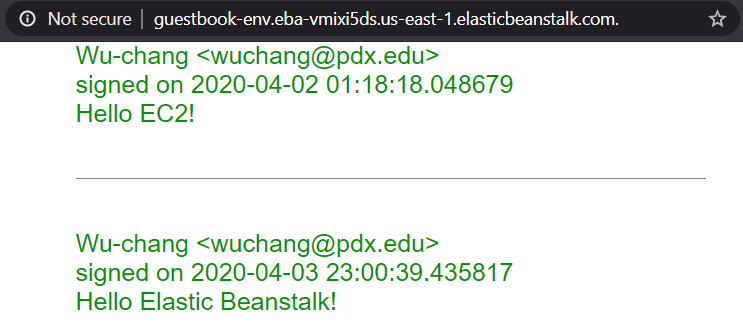 Not secure | guestbook-env.eba-vmixi5ds.us-east-1.elasticbeanstalk.com.
Wu-chang <wuchang@pdx.edu>
signed on 2020-04-02 01:18:18.048679
Hello EC2!
Wu-chang <wuchang@pdx.edu>
signed on 2020-04-03 23:00:39.435817
Hello Elastic Beanstalk!